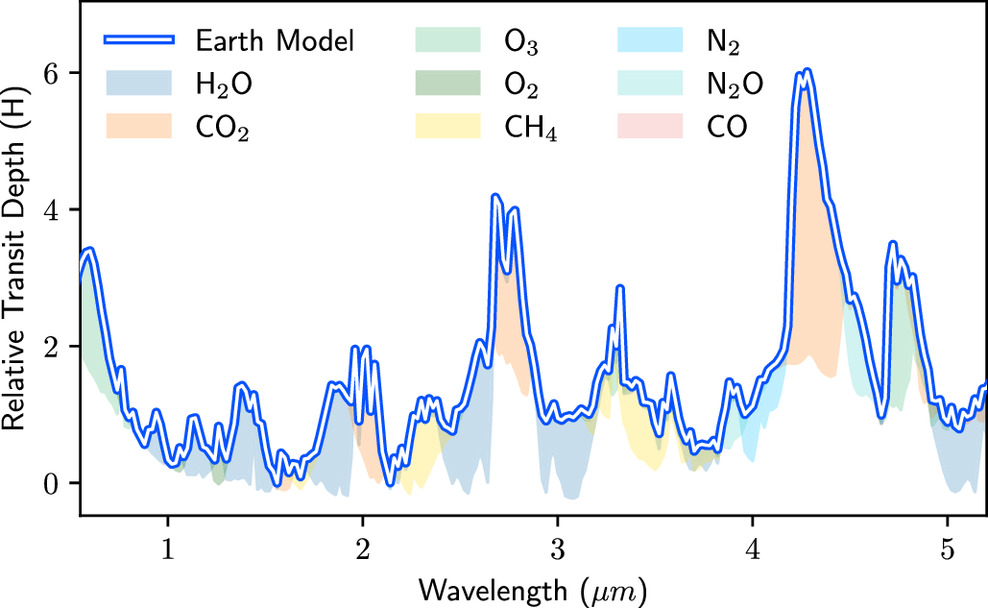 Relative Transit Depth (H)
6
4
2
0
Earth Model
H₂O
CO₂
O₃
O₂
CH₄
N₂
N₂O
CO
1
2
3
4
5
Wavelength (μm)